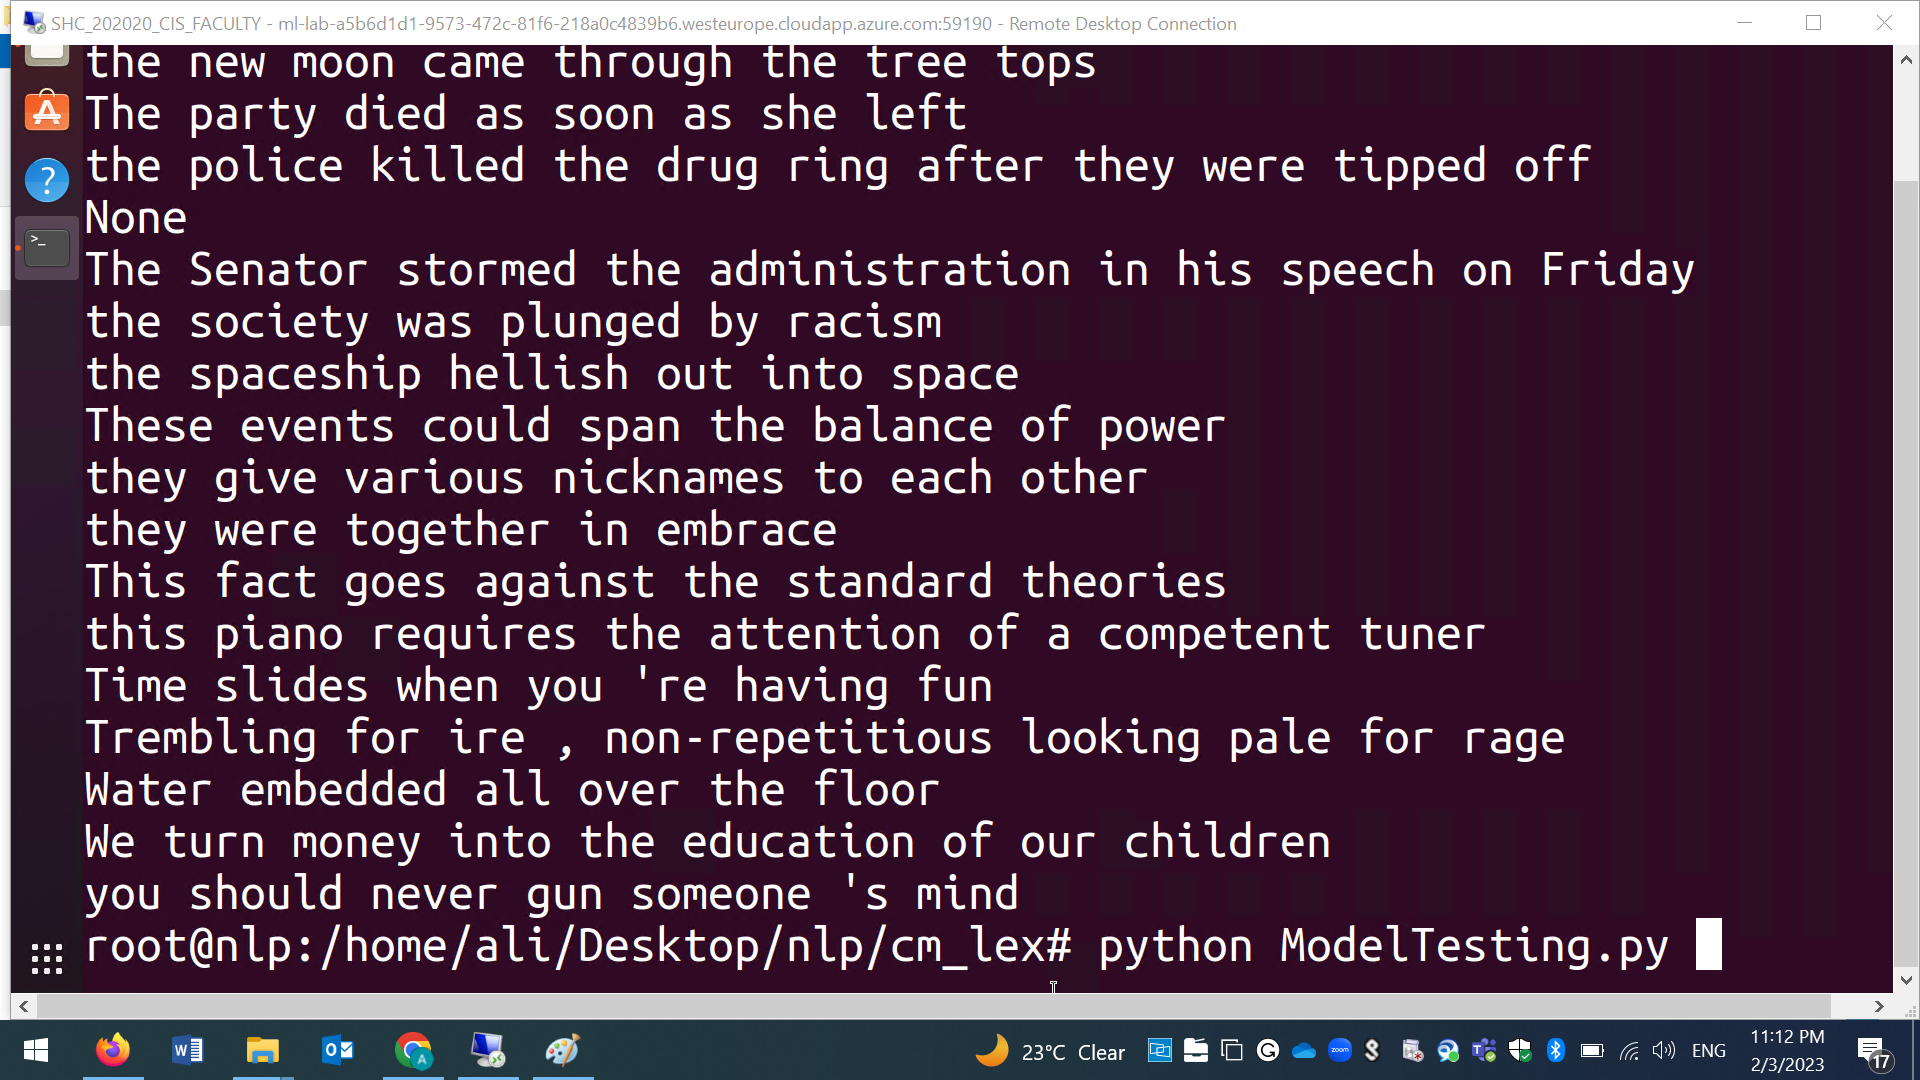 SHC_202020_CIS_FACULTY - ml-lab-a5b6d1d1-9573-472c-81f6-218a0c4839b6.westeurope.cloudapp.azure.com:59190 - Remote Desktop Connection
the new moon came through the tree tops
The party died as soon as she left
the police killed the drug ring after they were tipped off
None
The Senator stormed the administration in his speech on Friday
the society was plunged by racism
the spaceship hellish out into space
These events could span the balance of power
they give various nicknames to each other
they were together in embrace
This fact goes against the standard theories
this piano requires the attention of a competent tuner
Time slides when you 're having fun
Trembling for ire , non-repetitious looking pale for rage
Water embedded all over the floor
We turn money into the education of our children
you should never gun someone 's mind
root@nlp:/home/ali/Desktop/nlp/cm_lex# python ModelTesting.py
23°C Clear
ENG
11:12 PM
2/3/2023
17